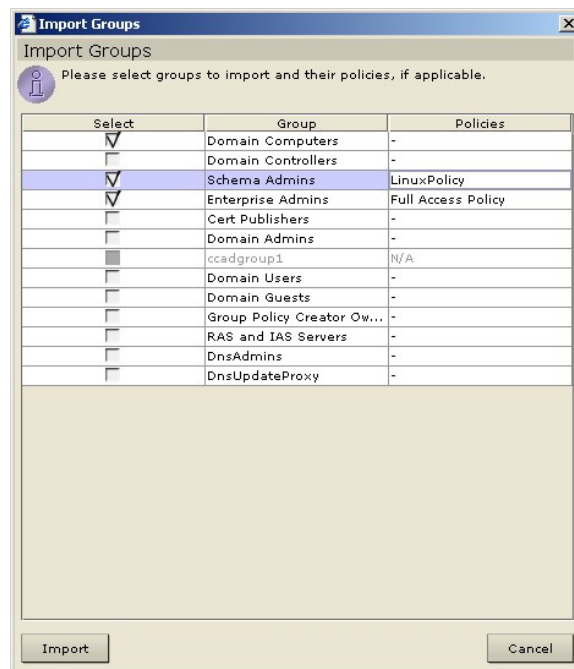 Import Groups
Import Groups
Please select groups to import and their policies, if applicable.
Select Group Policies
Domain Computers -
Domain Controllers -
Schema Admins LinuxPolicy
Enterprise Admins Full Access Policy
Cert Publishers -
Domain Admins -
ccadgroup1 N/A
Domain Users -
Domain Guests -
Group Policy Creator Ow... -
RAS and IAS Servers -
DnsAdmins -
DnsUpdateProxy -
Import Cancel